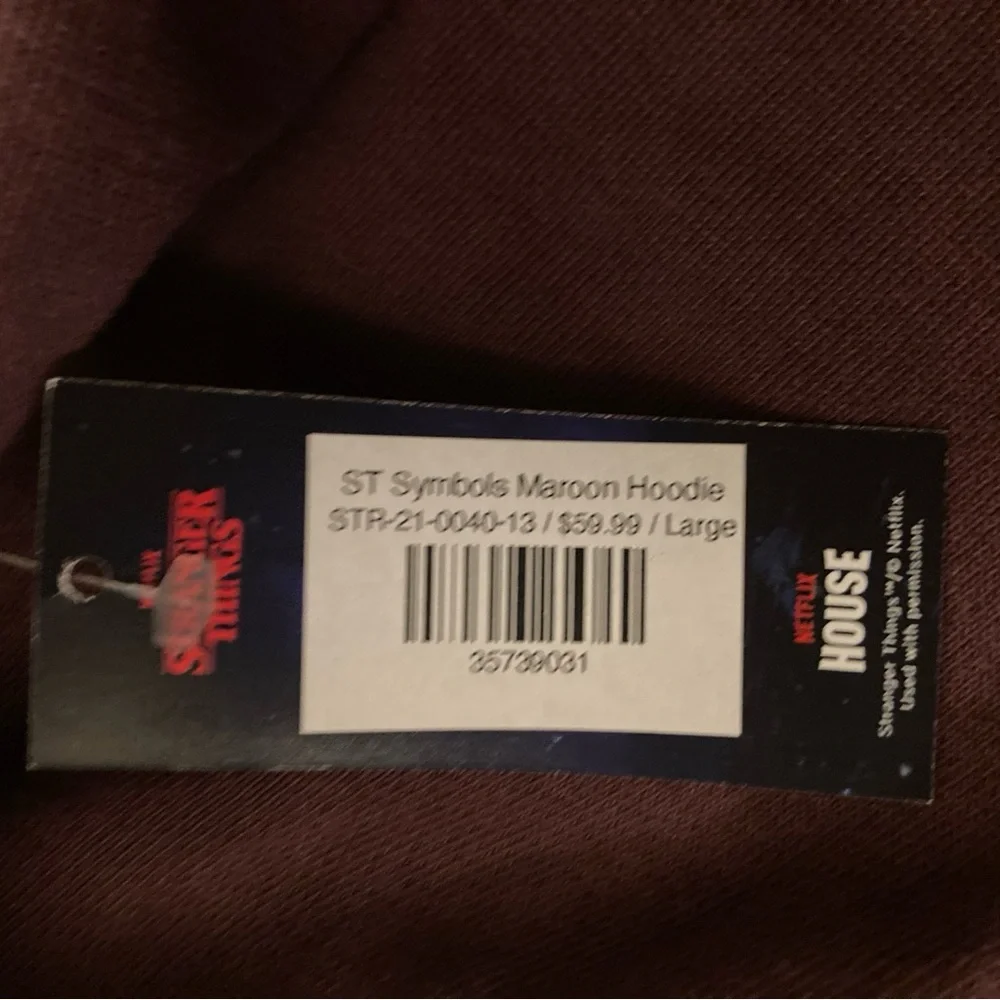 NETFLIX
STRANGER
THINGS
ST Symbols Maroon Hoodie
STR-21-0040-13 / $59.99 / Large
35739031
NETFLIX
HOUSE
Stranger Things™/© Netflix.
Used with permission.